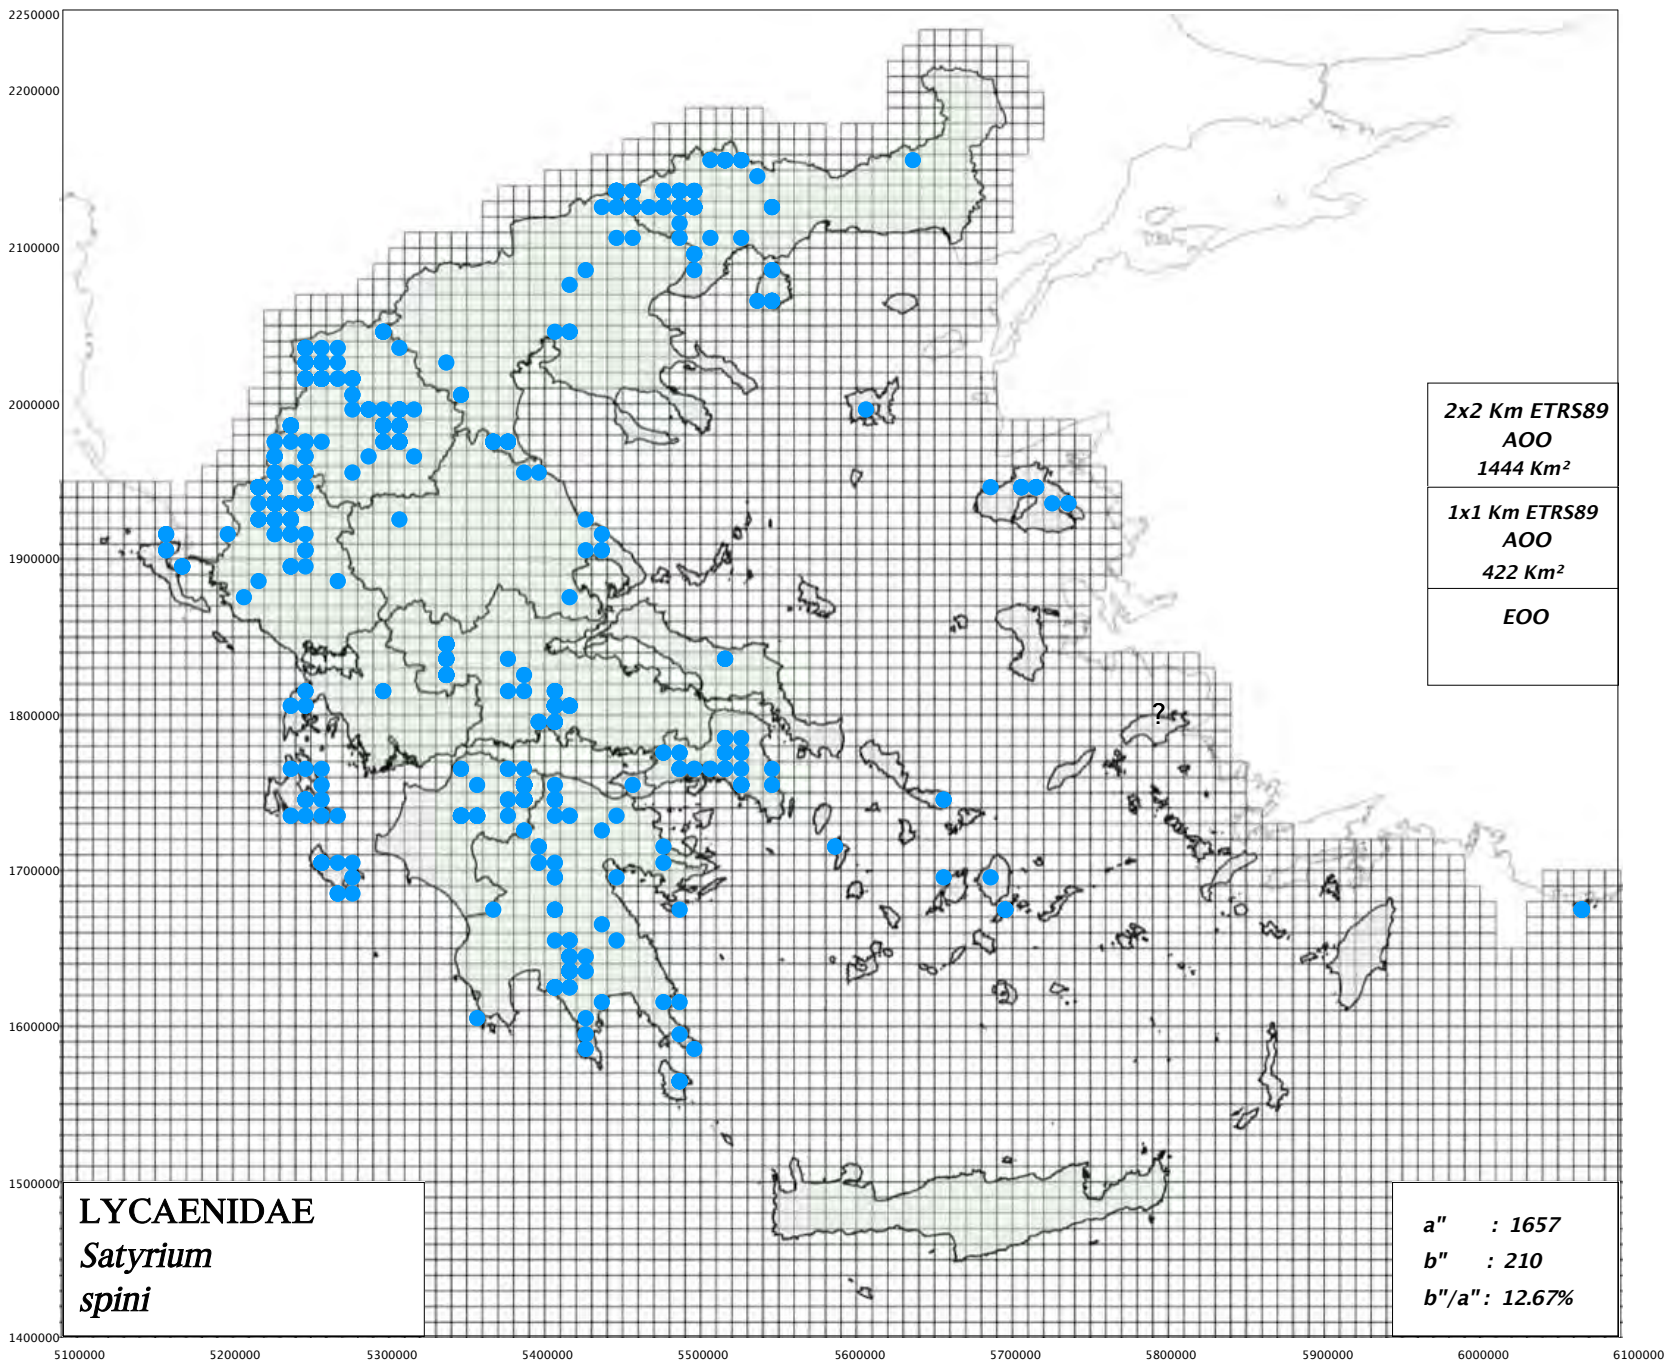 2250000
2200000
2100000
2000000
1900000
1800000
1700000
1600000
1500000
1400000
5100000 5200000 5300000 5400000 5500000 5600000 5700000 5800000 5900000 6000000 6100000
?
2x2 Km ETRS89
AOO
1444 Km²
1x1 Km ETRS89
AOO
422 Km²
EOO
LYCAENIDAE
Satyrium
spini
a" : 1657
b" : 210
b"/a" : 12.67%